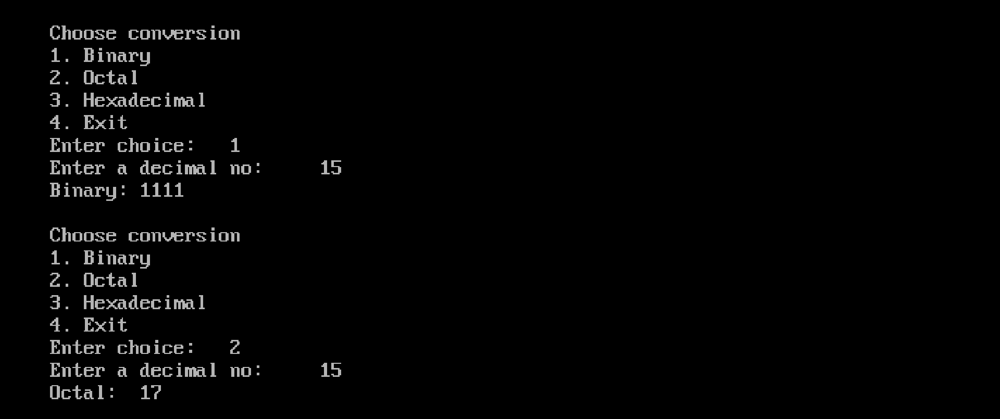 Choose conversion
1. Binary
2. Octal
3. Hexadecimal
4. Exit
Enter choice:   1
Enter a decimal no:     15
Binary: 1111

Choose conversion
1. Binary
2. Octal
3. Hexadecimal
4. Exit
Enter choice:   2
Enter a decimal no:     15
Octal:  17